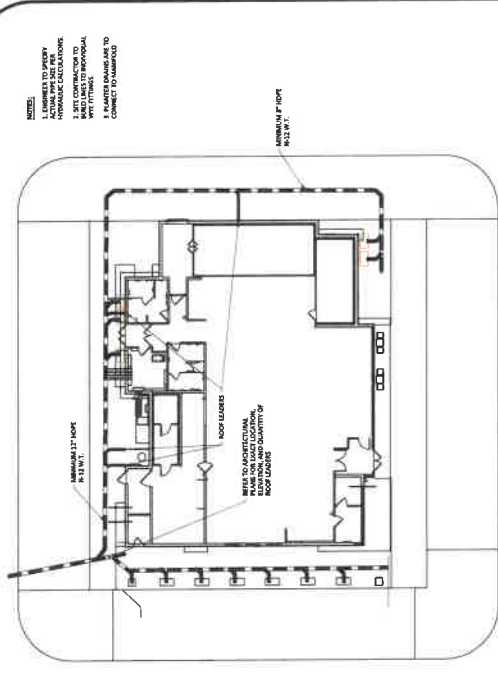 NOTES:
1. ENGINEER TO SPECIFY
ACTUAL PIPE SIZE PER
HYDRAULIC CALCULATIONS.
2. SITE CONTRACTOR TO
BUILD LINES TO INDIVIDUAL
WYE FITTINGS.
3 PLANTER DRAINS ARE TO
CONNECT TO MANIFOLD
MINIMUM 8" HDPE
N-12 W.T.
MINIMUM 12" HDPE
N-12 W.T.
ROOF LEADERS
REFER TO ARCHITECTURAL
PLANS FOR EXACT LOCATION,
ELEVATION, AND QUANTITY OF
ROOF LEADERS